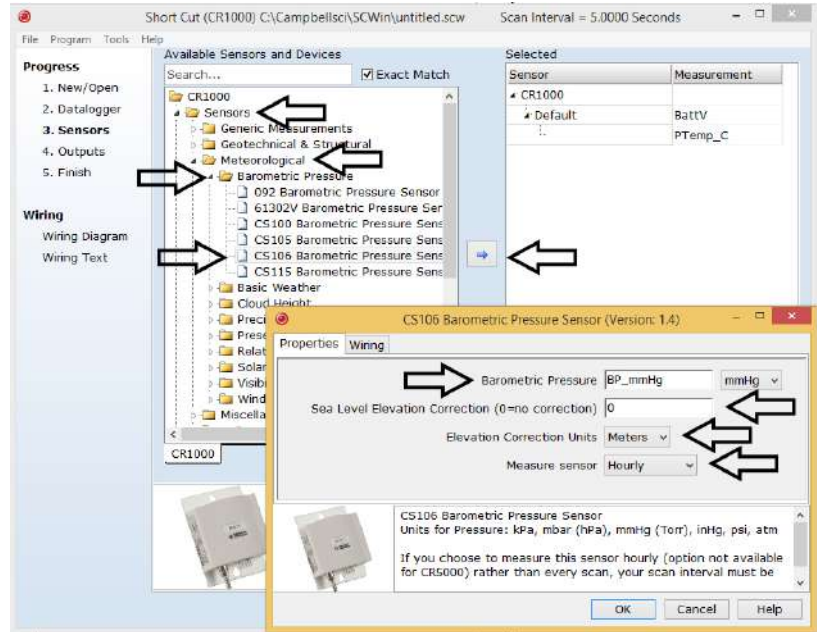 Short Cut (CR1000) C:\Campbellsci\SCWin\untitled.scw Scan Interval = 5.0000 Seconds
File Program Tools Help
Progress
1. New/Open
2. Datalogger
3. Sensors
4. Outputs
5. Finish
Wiring
Wiring Diagram
Wiring Text
Available Sensors and Devices
Search...
Exact Match
CR1000
Sensors
Generic Measurements
Geotechnical & Structural
Meteorological
Barometric Pressure
092 Barometric Pressure Sensor
61302V Barometric Pressure Ser
CS100 Barometric Pressure Sens
CS105 Barometric Pressure Sens
CS106 Barometric Pressure Sens
CS115 Barometric Pressure Sens
Basic Weather
Cloud Height
Preci
Prese
Relat
Solar
Visibi
Wind
Miscella
CR1000
Selected
Sensor Measurement
CR1000
Default BattV
PTemp_C
CS106 Barometric Pressure Sensor (Version: 1.4)
Properties Wiring
Barometric Pressure BP_mmHg mmHg
Sea Level Elevation Correction (0=no correction) 0
Elevation Correction Units Meters
Measure sensor Hourly
CS106 Barometric Pressure Sensor
Units for Pressure: kPa, mbar (hPa), mmHg (Torr), inHg, psi, atm
If you choose to measure this sensor hourly (option not available
for CR5000) rather than every scan, your scan interval must be
OK Cancel Help